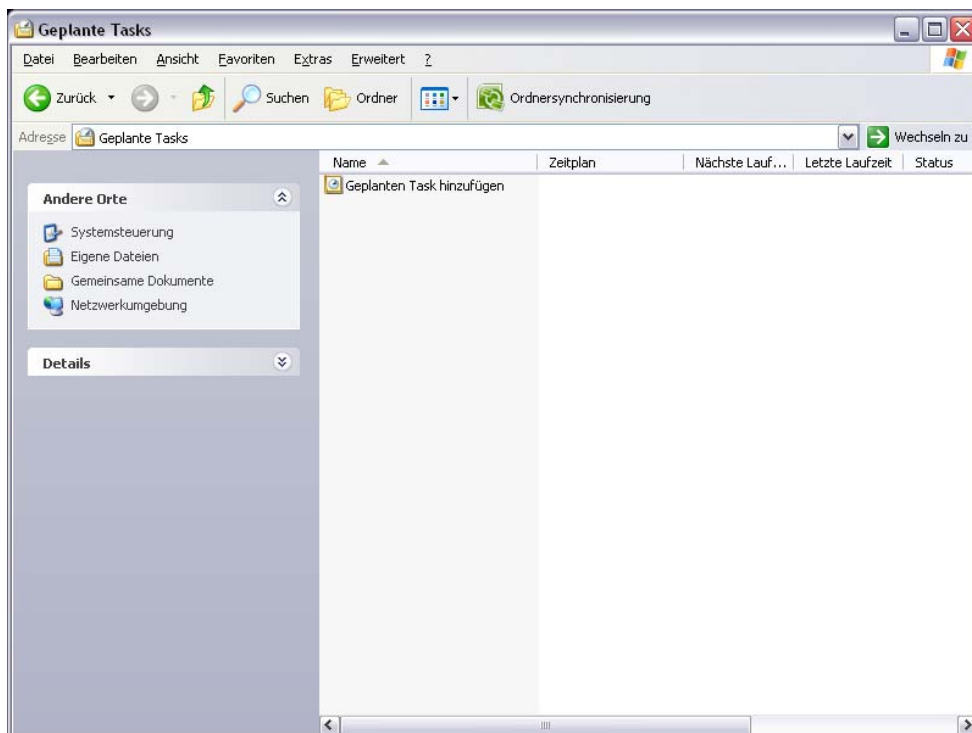 Geplante Tasks
Datei Bearbeiten Ansicht Favoriten Extras Erweitert ?
Zurück Suchen Ordner Ordnersynchronisierung
Adresse Geplante Tasks Wechseln zu
Name Zeitplan Nächste Lauf... Letzte Laufzeit Status
Geplanten Task hinzufügen
Andere Orte
Systemsteuerung
Eigene Dateien
Gemeinsame Dokumente
Netzwerkumgebung
Details